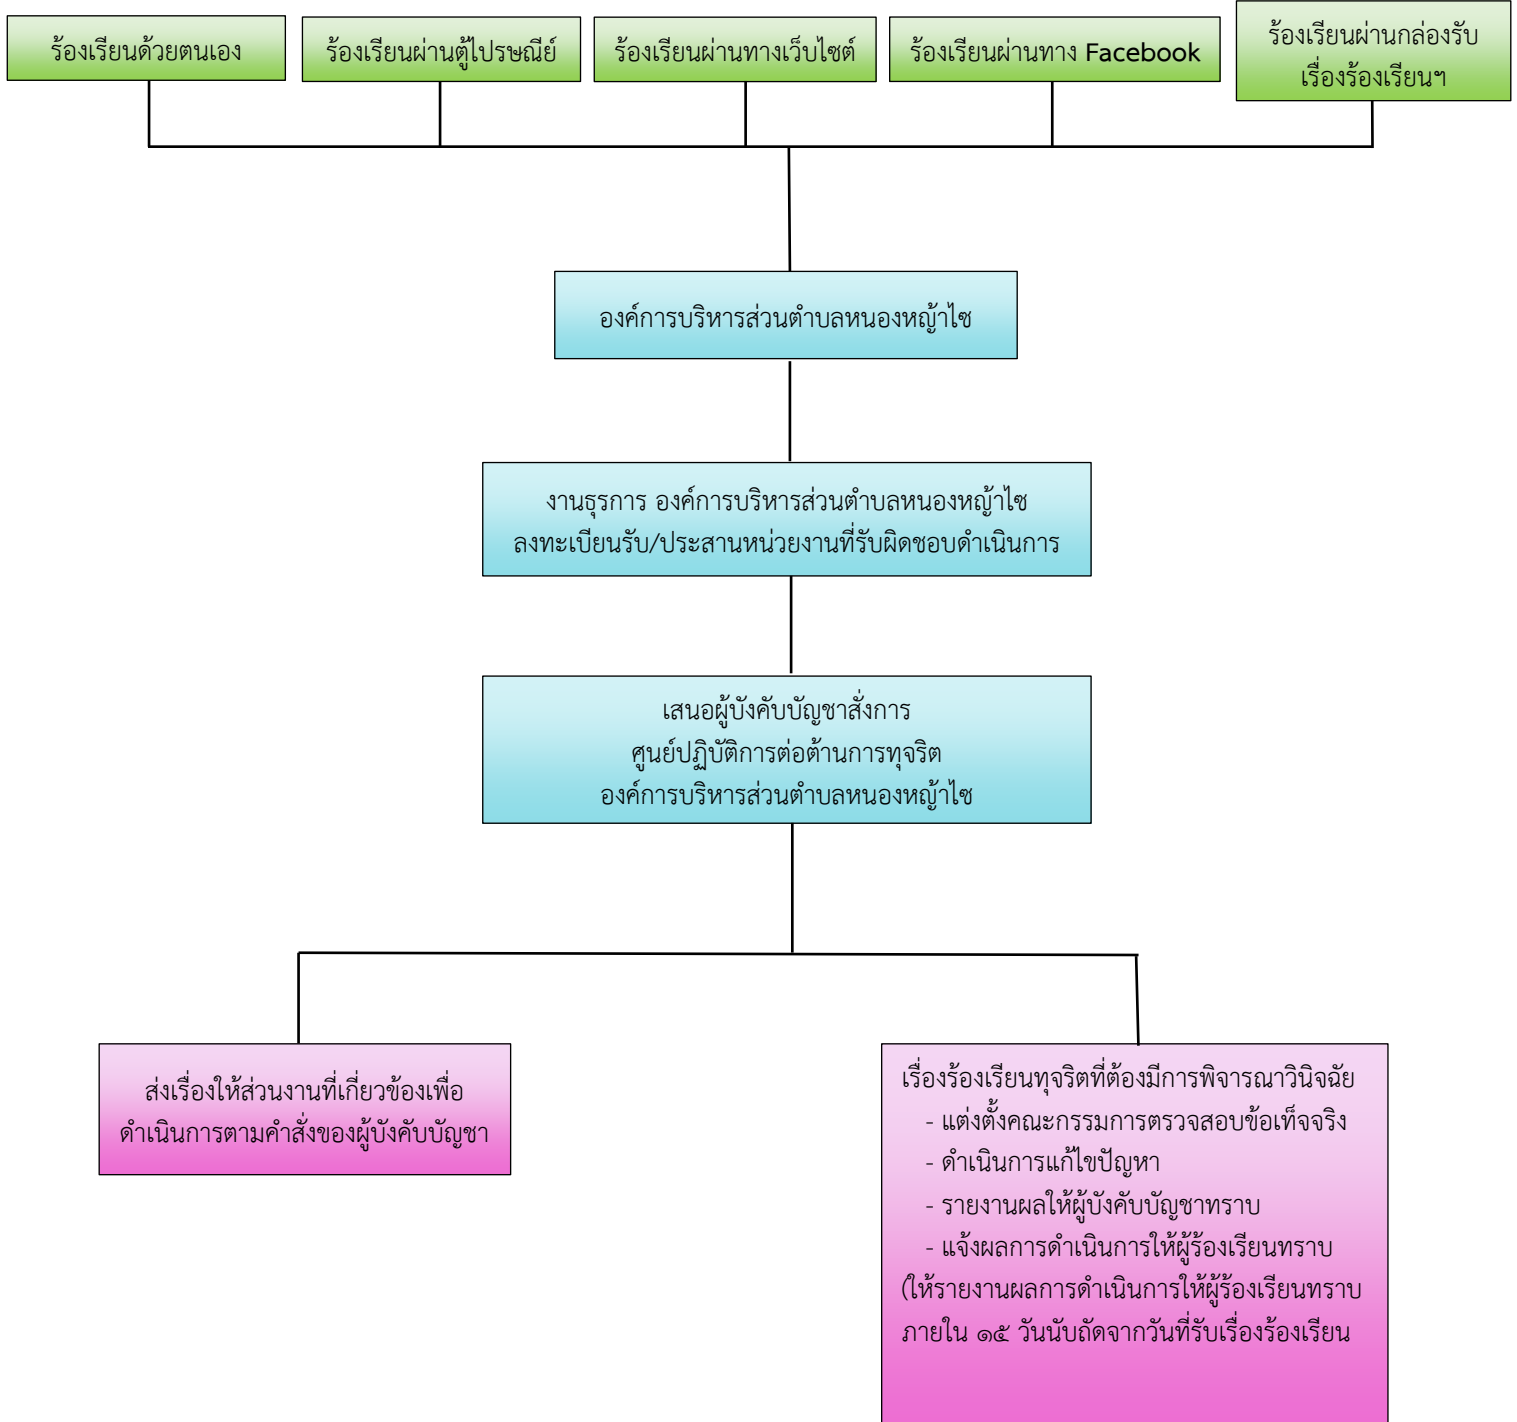 ร้องเรียนด้วยตนเอง
ร้องเรียนผ่านตู้ไปรษณีย์
ร้องเรียนผ่านทางเว็บไซต์
ร้องเรียนผ่านทาง Facebook
ร้องเรียนผ่านกล่องรับ
เรื่องร้องเรียนฯ
องค์การบริหารส่วนตำบลหนองหญ้าไซ
งานธุรการ องค์การบริหารส่วนตำบลหนองหญ้าไซ
ลงทะเบียนรับ/ประสานหน่วยงานที่รับผิดชอบดำเนินการ
เสนอผู้บังคับบัญชาสั่งการ
ศูนย์ปฏิบัติการต่อต้านการทุจริต
องค์การบริหารส่วนตำบลหนองหญ้าไซ
ส่งเรื่องให้ส่วนงานที่เกี่ยวข้องเพื่อ
ดำเนินการตามคำสั่งของผู้บังคับบัญชา
เรื่องร้องเรียนทุจริตที่ต้องมีการพิจารณาวินิจฉัย
- แต่งตั้งคณะกรรมการตรวจสอบข้อเท็จจริง
- ดำเนินการแก้ไขปัญหา
- รายงานผลให้ผู้บังคับบัญชาทราบ
- แจ้งผลการดำเนินการให้ผู้ร้องเรียนทราบ
(ให้รายงานผลการดำเนินการให้ผู้ร้องเรียนทราบ
ภายใน ๑๕ วันนับถัดจากวันที่รับเรื่องร้องเรียน